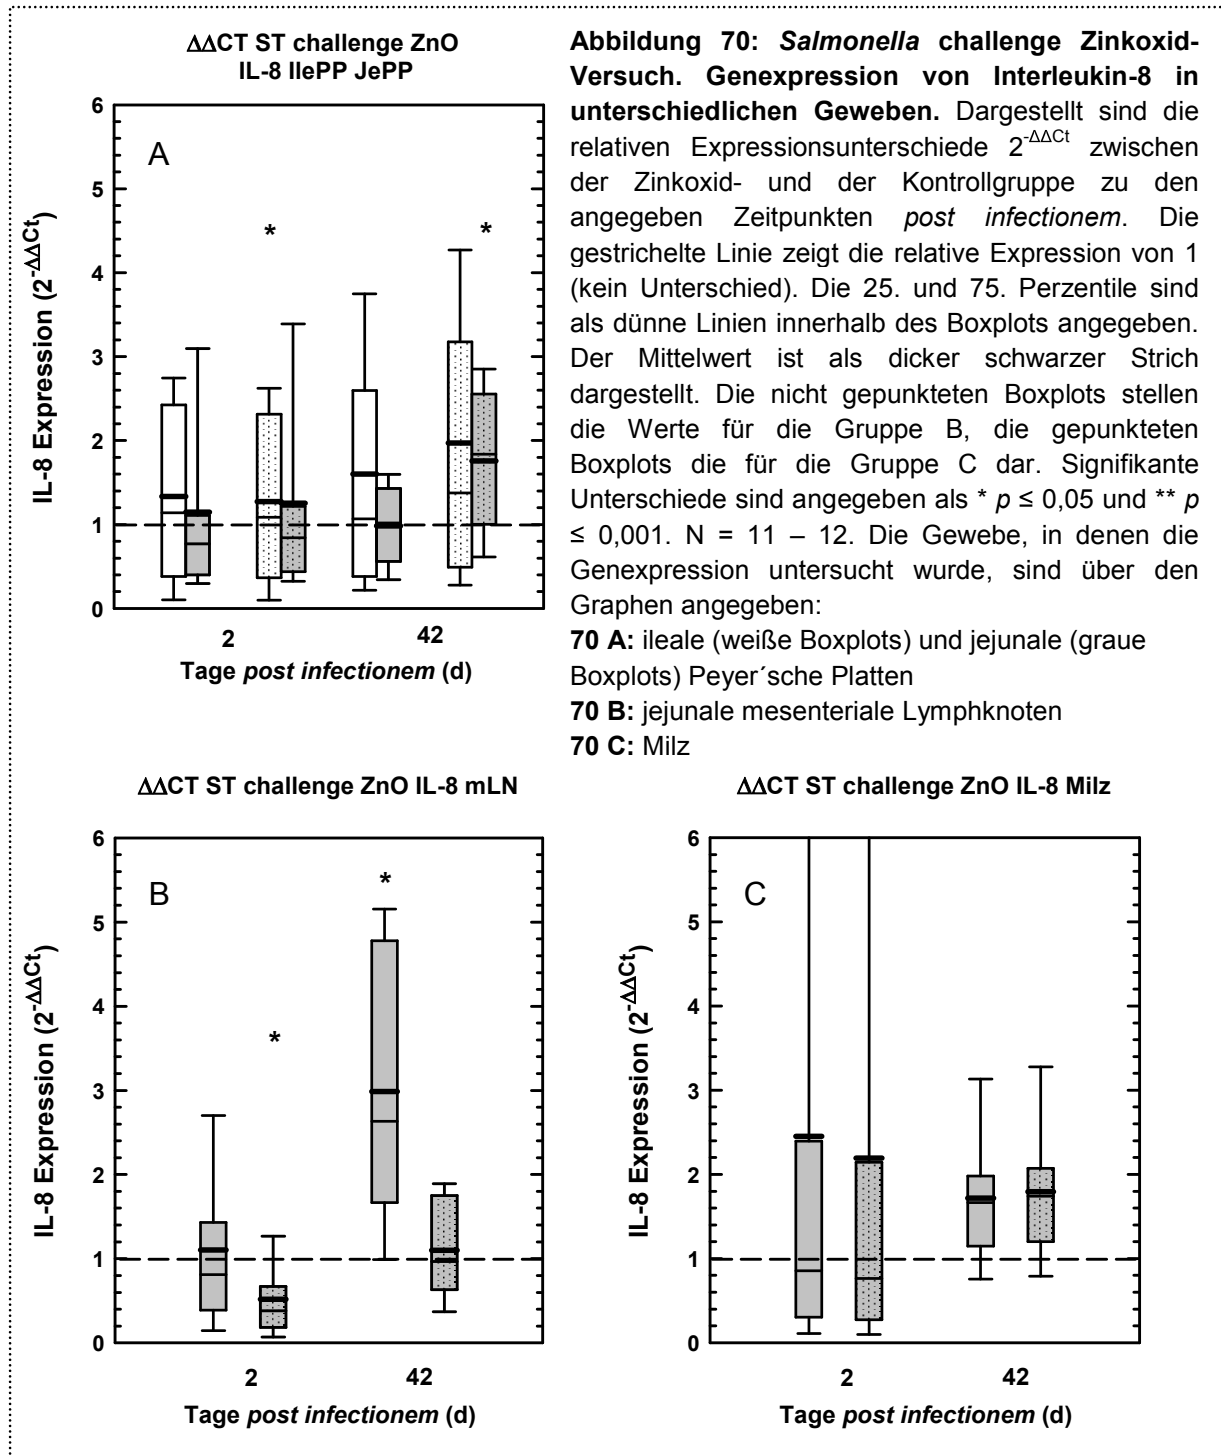 ΔΔCT ST challenge ZnO
IL-8 IlePP JePP
A
*
*
6
5
4
3
2
1
0
IL-8 Expression (2-ΔΔCt)
2
42
Tage post infectionem (d)
Abbildung 70: Salmonella challenge Zinkoxid-
Versuch. Genexpression von Interleukin-8 in
unterschiedlichen Geweben. Dargestellt sind die
relativen Expressionsunterschiede 2-ΔΔCt zwischen
der Zinkoxid- und der Kontrollgruppe zu den
angegeben Zeitpunkten post infectionem. Die
gestrichelte Linie zeigt die relative Expression von 1
(kein Unterschied). Die 25. und 75. Perzentile sind
als dünne Linien innerhalb des Boxplots angegeben.
Der Mittelwert ist als dicker schwarzer Strich
dargestellt. Die nicht gepunkteten Boxplots stellen
die Werte für die Gruppe B, die gepunkteten
Boxplots die für die Gruppe C dar. Signifikante
Unterschiede sind angegeben als * p ≤ 0,05 und ** p
≤ 0,001. N = 11 – 12. Die Gewebe, in denen die
Genexpression untersucht wurde, sind über den
Graphen angegeben:
70 A: ileale (weiße Boxplots) und jejunale (graue
Boxplots) Peyer´sche Platten
70 B: jejunale mesenteriale Lymphknoten
70 C: Milz
ΔΔCT ST challenge ZnO IL-8 mLN
B
*
*
6
5
4
3
2
1
0
IL-8 Expression (2-ΔΔCt)
2
42
Tage post infectionem (d)
ΔΔCT ST challenge ZnO IL-8 Milz
C
6
5
4
3
2
1
0
IL-8 Expression (2-ΔΔCt)
2
42
Tage post infectionem (d)